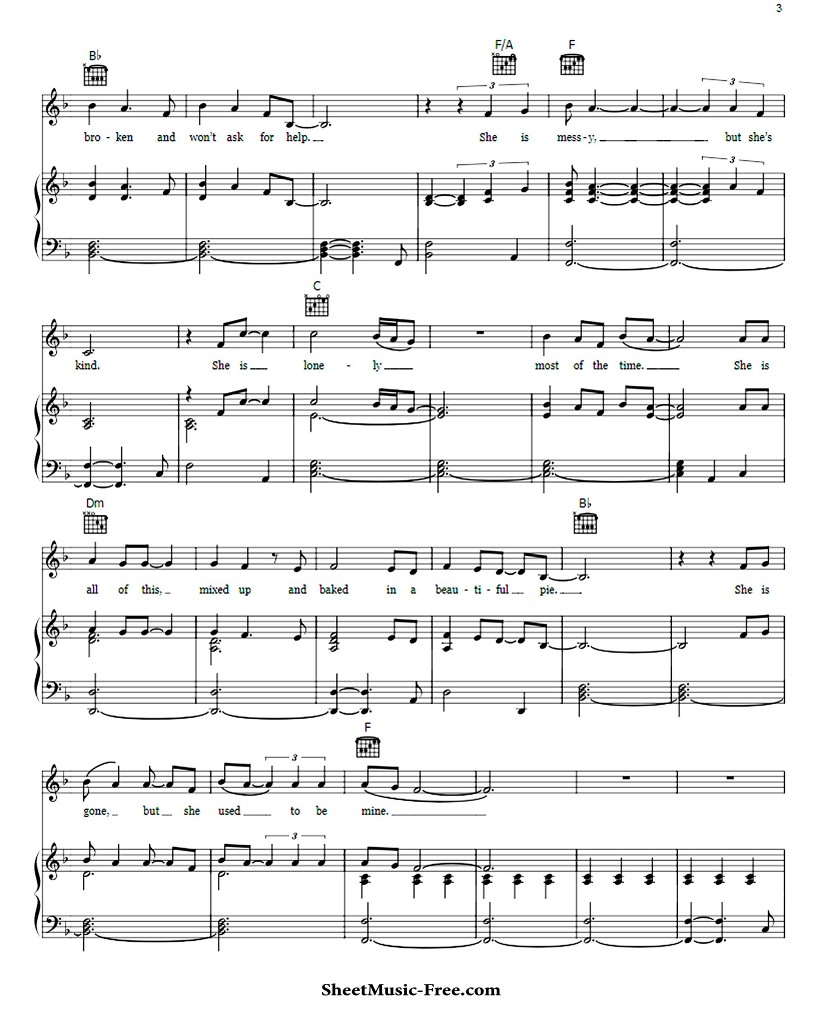 3
B♭ F/A F
3 3
bro - ken and won't ask for help. She is mess-y, but she's
3 3
C
kind. She is lone - ly most of the time. She is
Dm B♭
all of this, mixed up and baked in a beau - ti - ful pie. She is
F
3
gone, but she used to be mine.
3
SheetMusic-Free.com